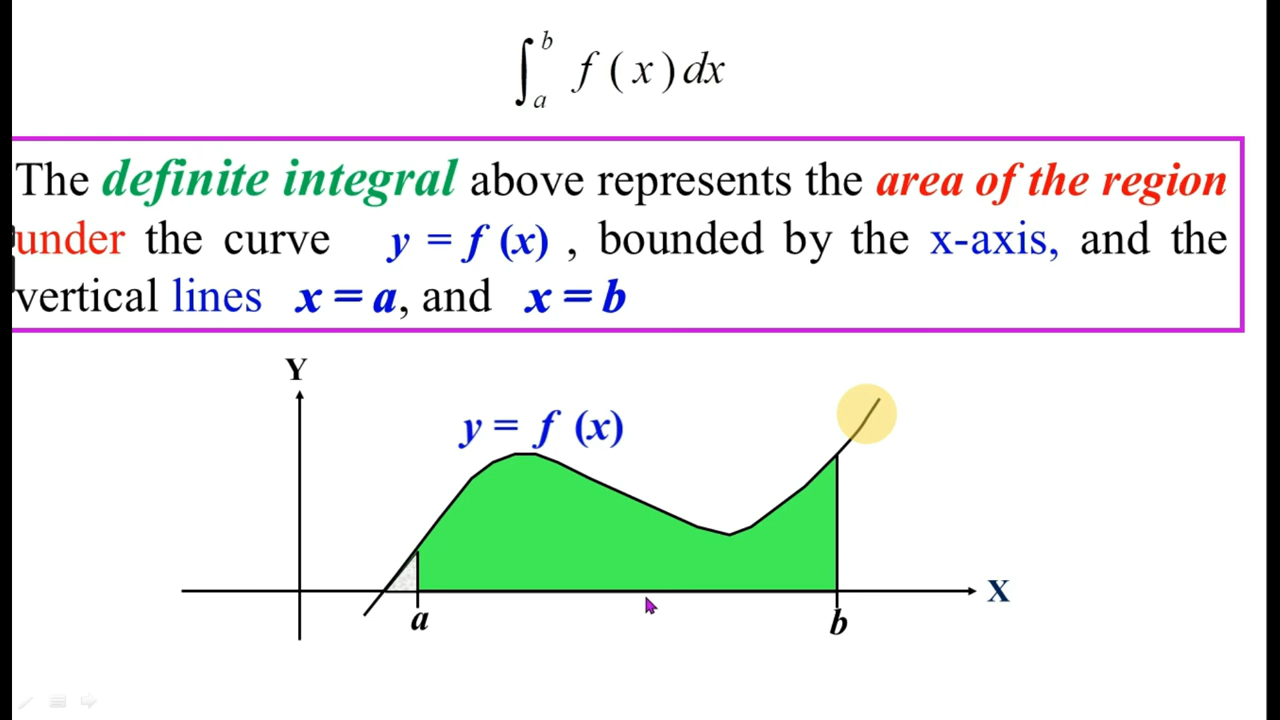 ∫_a^b f (x) dx
The definite integral above represents the area of the region
under the curve y = f (x) , bounded by the x-axis, and the
vertical lines x = a, and x = b
Y
y = f (x)
X
a b